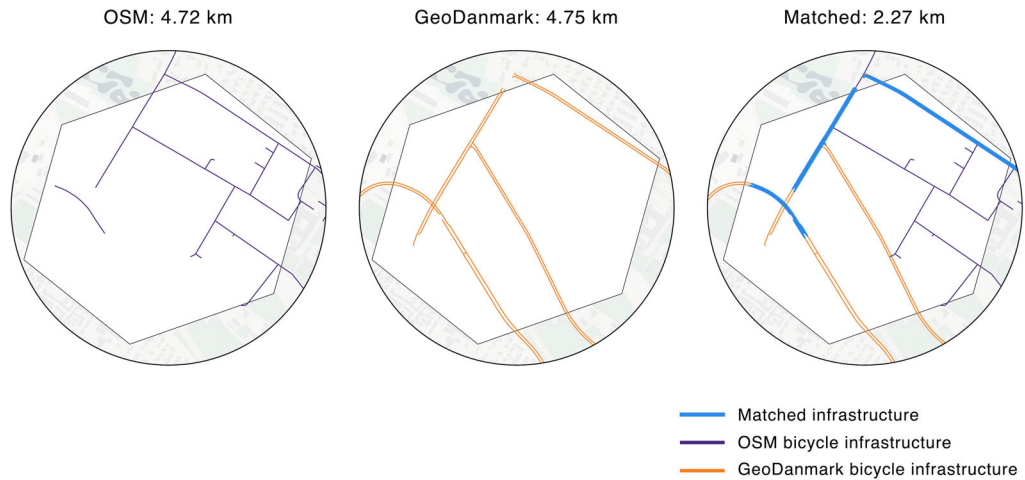 OSM: 4.72 km
GeoDanmark: 4.75 km
Matched: 2.27 km
Matched infrastructure
OSM bicycle infrastructure
GeoDanmark bicycle infrastructure